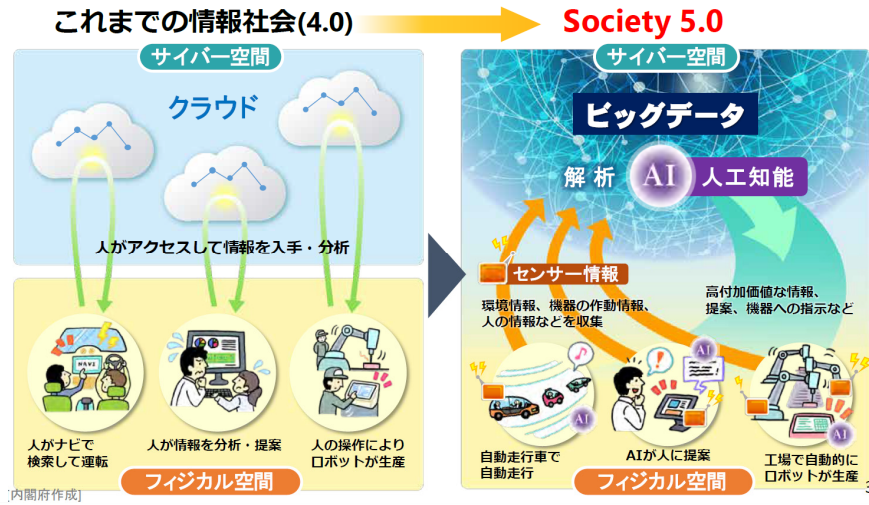 これまでの情報社会(4.0)
Society 5.0
サイバー空間
クラウド
人がアクセスして情報を入手・分析
NAVI
人がナビで
検索して運転
人が情報を分析・提案
人の操作により
ロボットが生産
フィジカル空間
[内閣府作成]
サイバー空間
ビッグデータ
解析 AI 人工知能
センサー情報
環境情報、機器の作動情報、
人の情報などを収集
高付加価値な情報、
提案、機器への指示など
AI
自動走行車で
自動走行
AI
AIが人に提案
AI
工場で自動的に
ロボットが生産
フィジカル空間
3